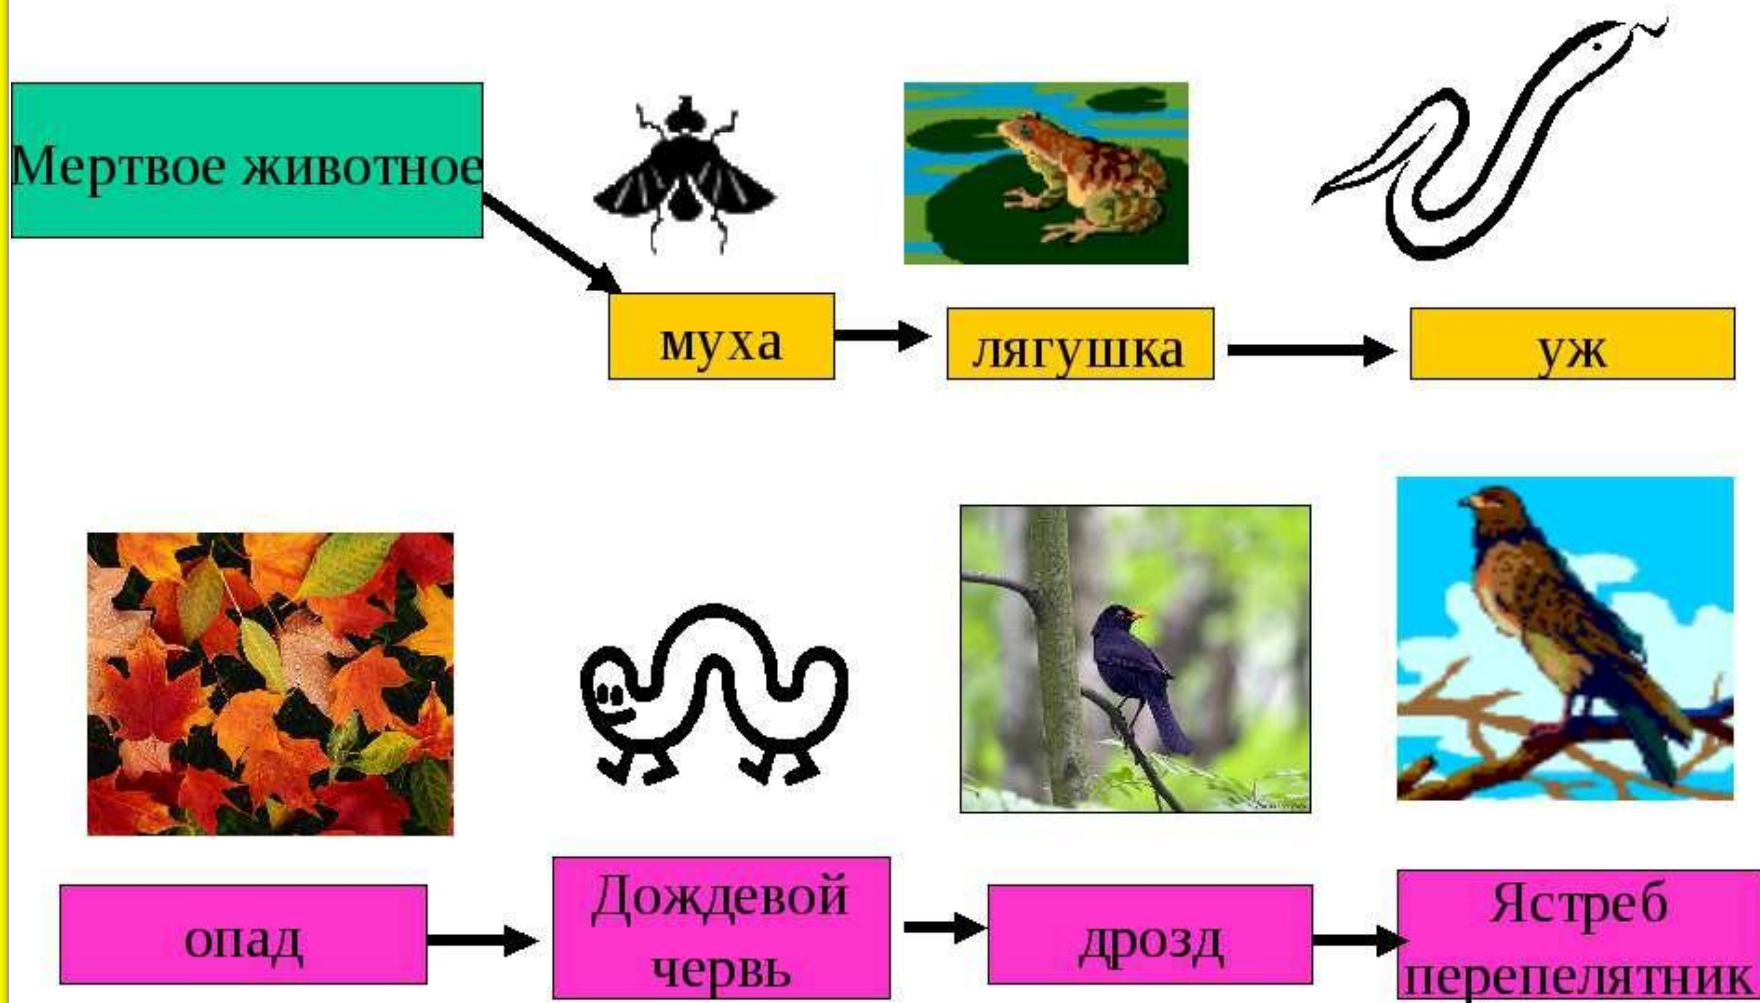 Мертвое животное
муха
лягушка
уж
опад
Дождевой
червь
дрозд
Ястреб
перепелятник